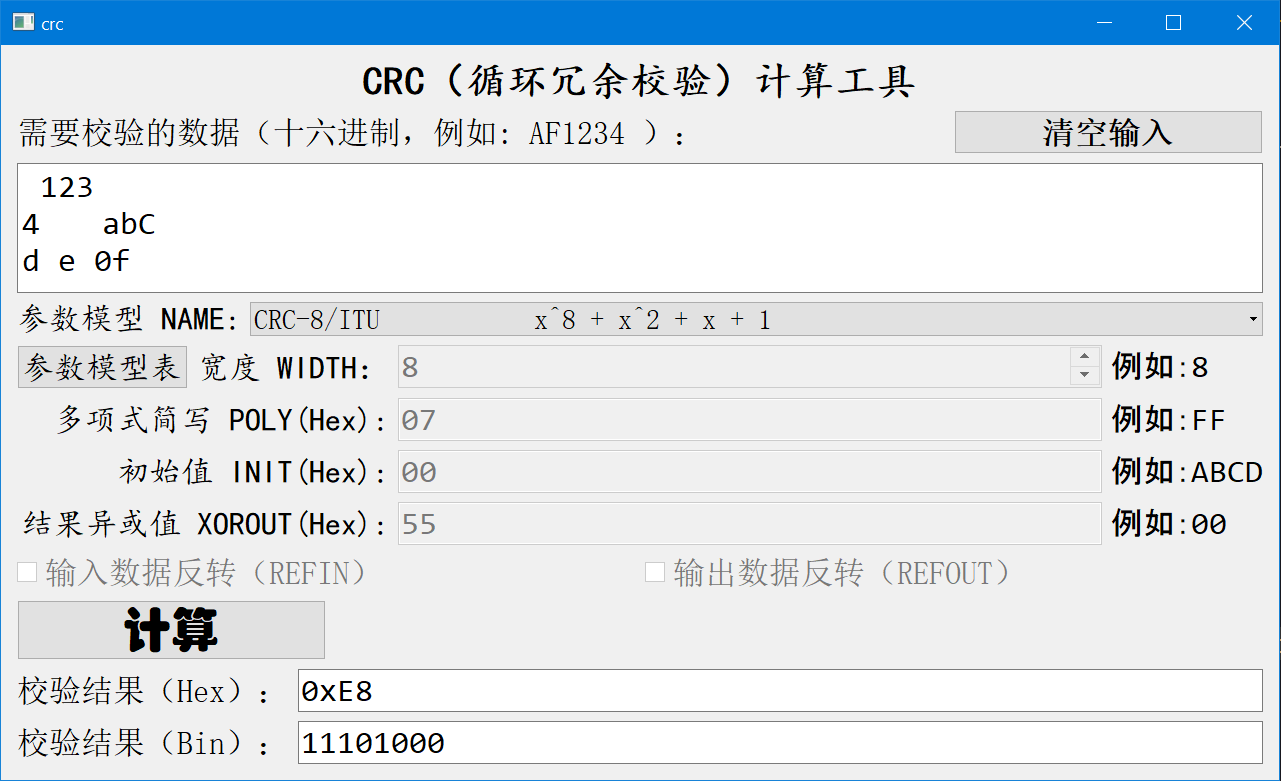 crc
CRC（循环冗余校验）计算工具
需要校验的数据（十六进制，例如: AF1234 ）：
清空输入
123
4 abC
d e 0f
参数模型 NAME: CRC-8/ITU x^8 + x^2 + x + 1
参数模型表 宽度 WIDTH: 8 例如:8
多项式简写 POLY(Hex): 07 例如:FF
初始值 INIT(Hex): 00 例如:ABCD
结果异或值 XOROUT(Hex): 55 例如:00
输入数据反转（REFIN） 输出数据反转（REFOUT）
计算
校验结果（Hex）： 0xE8
校验结果（Bin）： 11101000